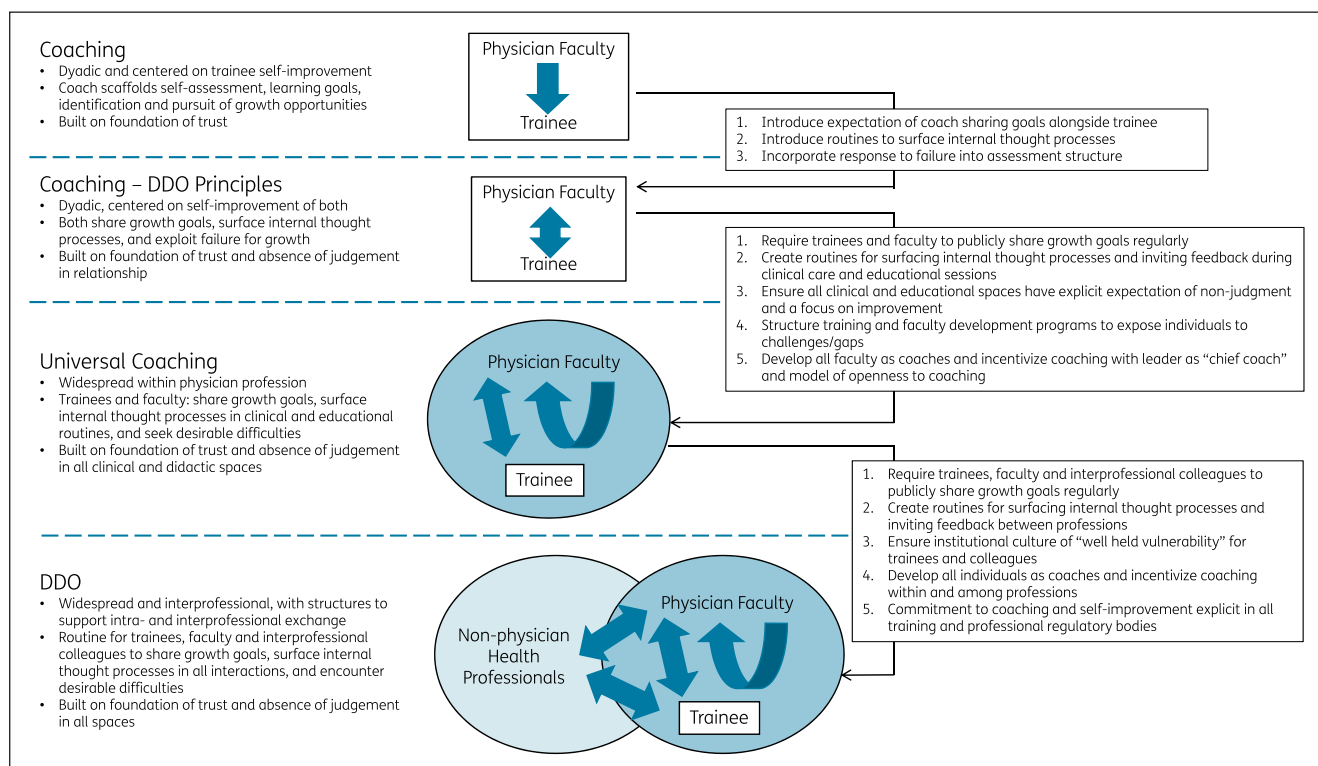 Coaching
• Dyadic and centered on trainee self-improvement
• Coach scaffolds self-assessment, learning goals,
identification and pursuit of growth opportunities
• Built on foundation of trust
Physician Faculty
Trainee
1. Introduce expectation of coach sharing goals alongside trainee
2. Introduce routines to surface internal thought processes
3. Incorporate response to failure into assessment structure
Coaching – DDO Principles
• Dyadic, centered on self-improvement of both
• Both share growth goals, surface internal thought
processes, and exploit failure for growth
• Built on foundation of trust and absence of judgement
in relationship
Physician Faculty
Trainee
1. Require trainees and faculty to publicly share growth goals regularly
2. Create routines for surfacing internal thought processes and inviting feedback during
clinical care and educational sessions
3. Ensure all clinical and educational spaces have explicit expectation of non-judgment
and a focus on improvement
4. Structure training and faculty development programs to expose individuals to
challenges/gaps
5. Develop all faculty as coaches and incentivize coaching with leader as “chief coach”
and model of openness to coaching
Universal Coaching
• Widespread within physician profession
• Trainees and faculty: share growth goals, surface
internal thought processes in clinical and educational
routines, and seek desirable difficulties
• Built on foundation of trust and absence of judgement
in all clinical and didactic spaces
Physician Faculty
Trainee
1. Require trainees, faculty and interprofessional colleagues to
publicly share growth goals regularly
2. Create routines for surfacing internal thought processes and
inviting feedback between professions
3. Ensure institutional culture of “well held vulnerability” for
trainees and colleagues
4. Develop all individuals as coaches and incentivize coaching
within and among professions
5. Commitment to coaching and self-improvement explicit in all
training and professional regulatory bodies
DDO
• Widespread and interprofessional, with structures to
support intra- and interprofessional exchange
• Routine for trainees, faculty and interprofessional
colleagues to share growth goals, surface internal
thought processes in all interactions, and encounter
desirable difficulties
• Built on foundation of trust and absence of judgement
in all spaces
Non-physician
Health
Professionals
Physician Faculty
Trainee